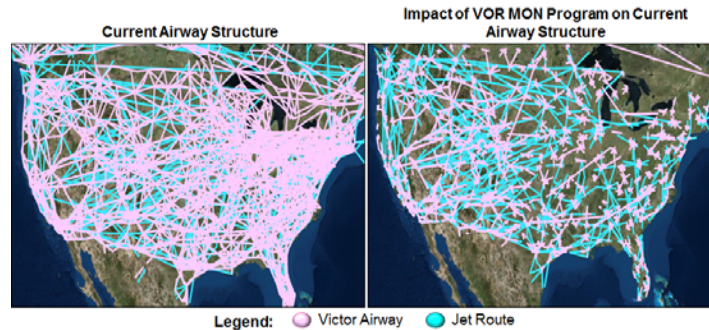 Current Airway Structure
Impact of VOR MON Program on Current
Airway Structure
Legend: Victor Airway Jet Route